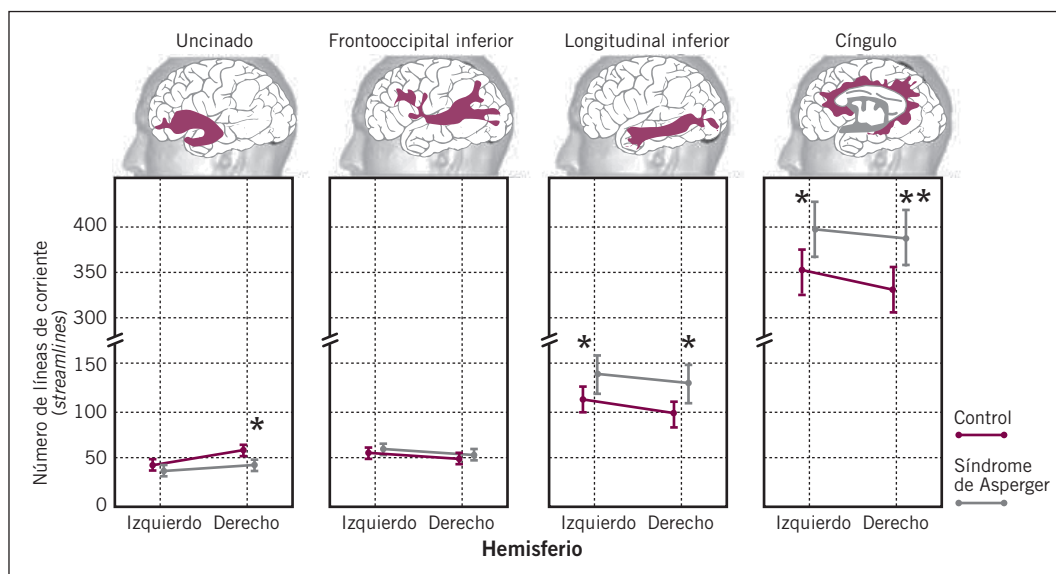 Uncinado
Frontooccipital inferior
Longitudinal inferior
Cíngulo
Número de líneas de corriente
(streamlines)
400
350
300
150
100
50
0
*
*
*
*
**
Izquierdo Derecho
Izquierdo Derecho
Izquierdo Derecho
Izquierdo Derecho
Hemisferio
Control
Síndrome
de Asperger